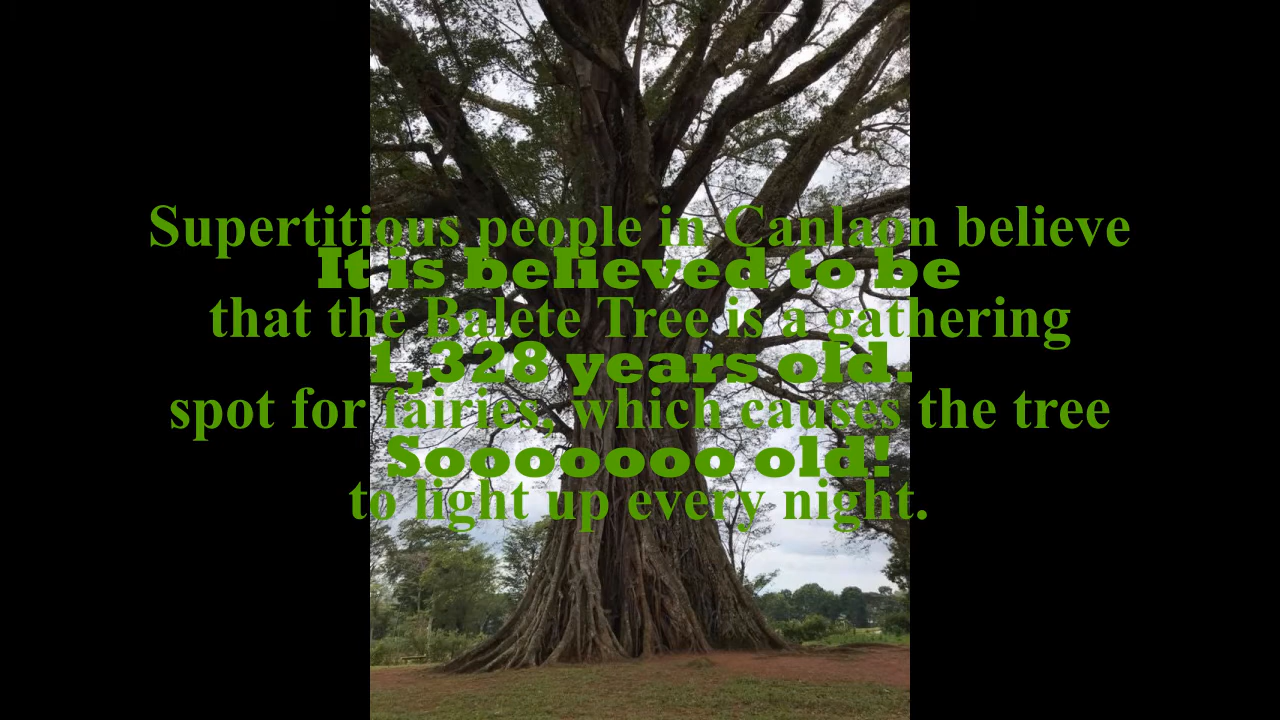 Supertitious people in Canlaon believe
It is believed to be
that the Balete Tree is a gathering
1,328 years old.
spot for fairies, which causes the tree
Sooooooo old!
to light up every night.